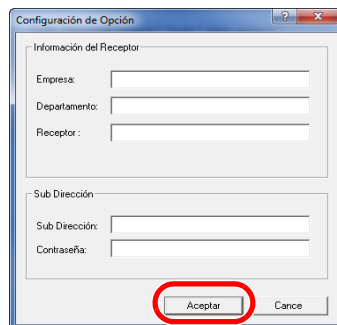 Configuración de Opción
Información del Receptor
Empresa:
Departamento:
Receptor :
Sub Dirección
Sub Dirección:
Contraseña:
Aceptar
Cance